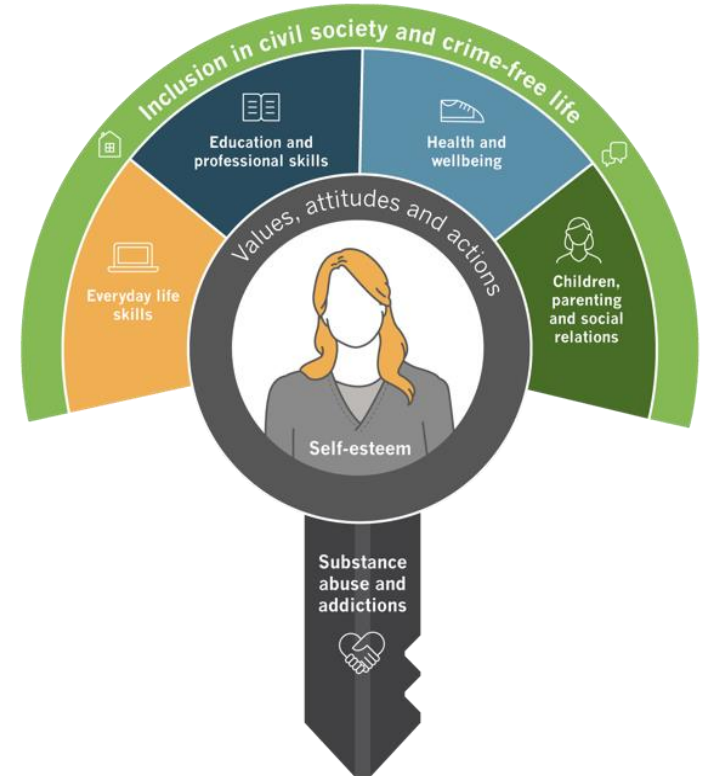 Inclusion in civil society and crime-free life
Education and
professional skills
Health and
wellbeing
Values, attitudes and actions
Everyday life
skills
Children,
parenting
and social
relations
Self-esteem
Substance
abuse and
addictions